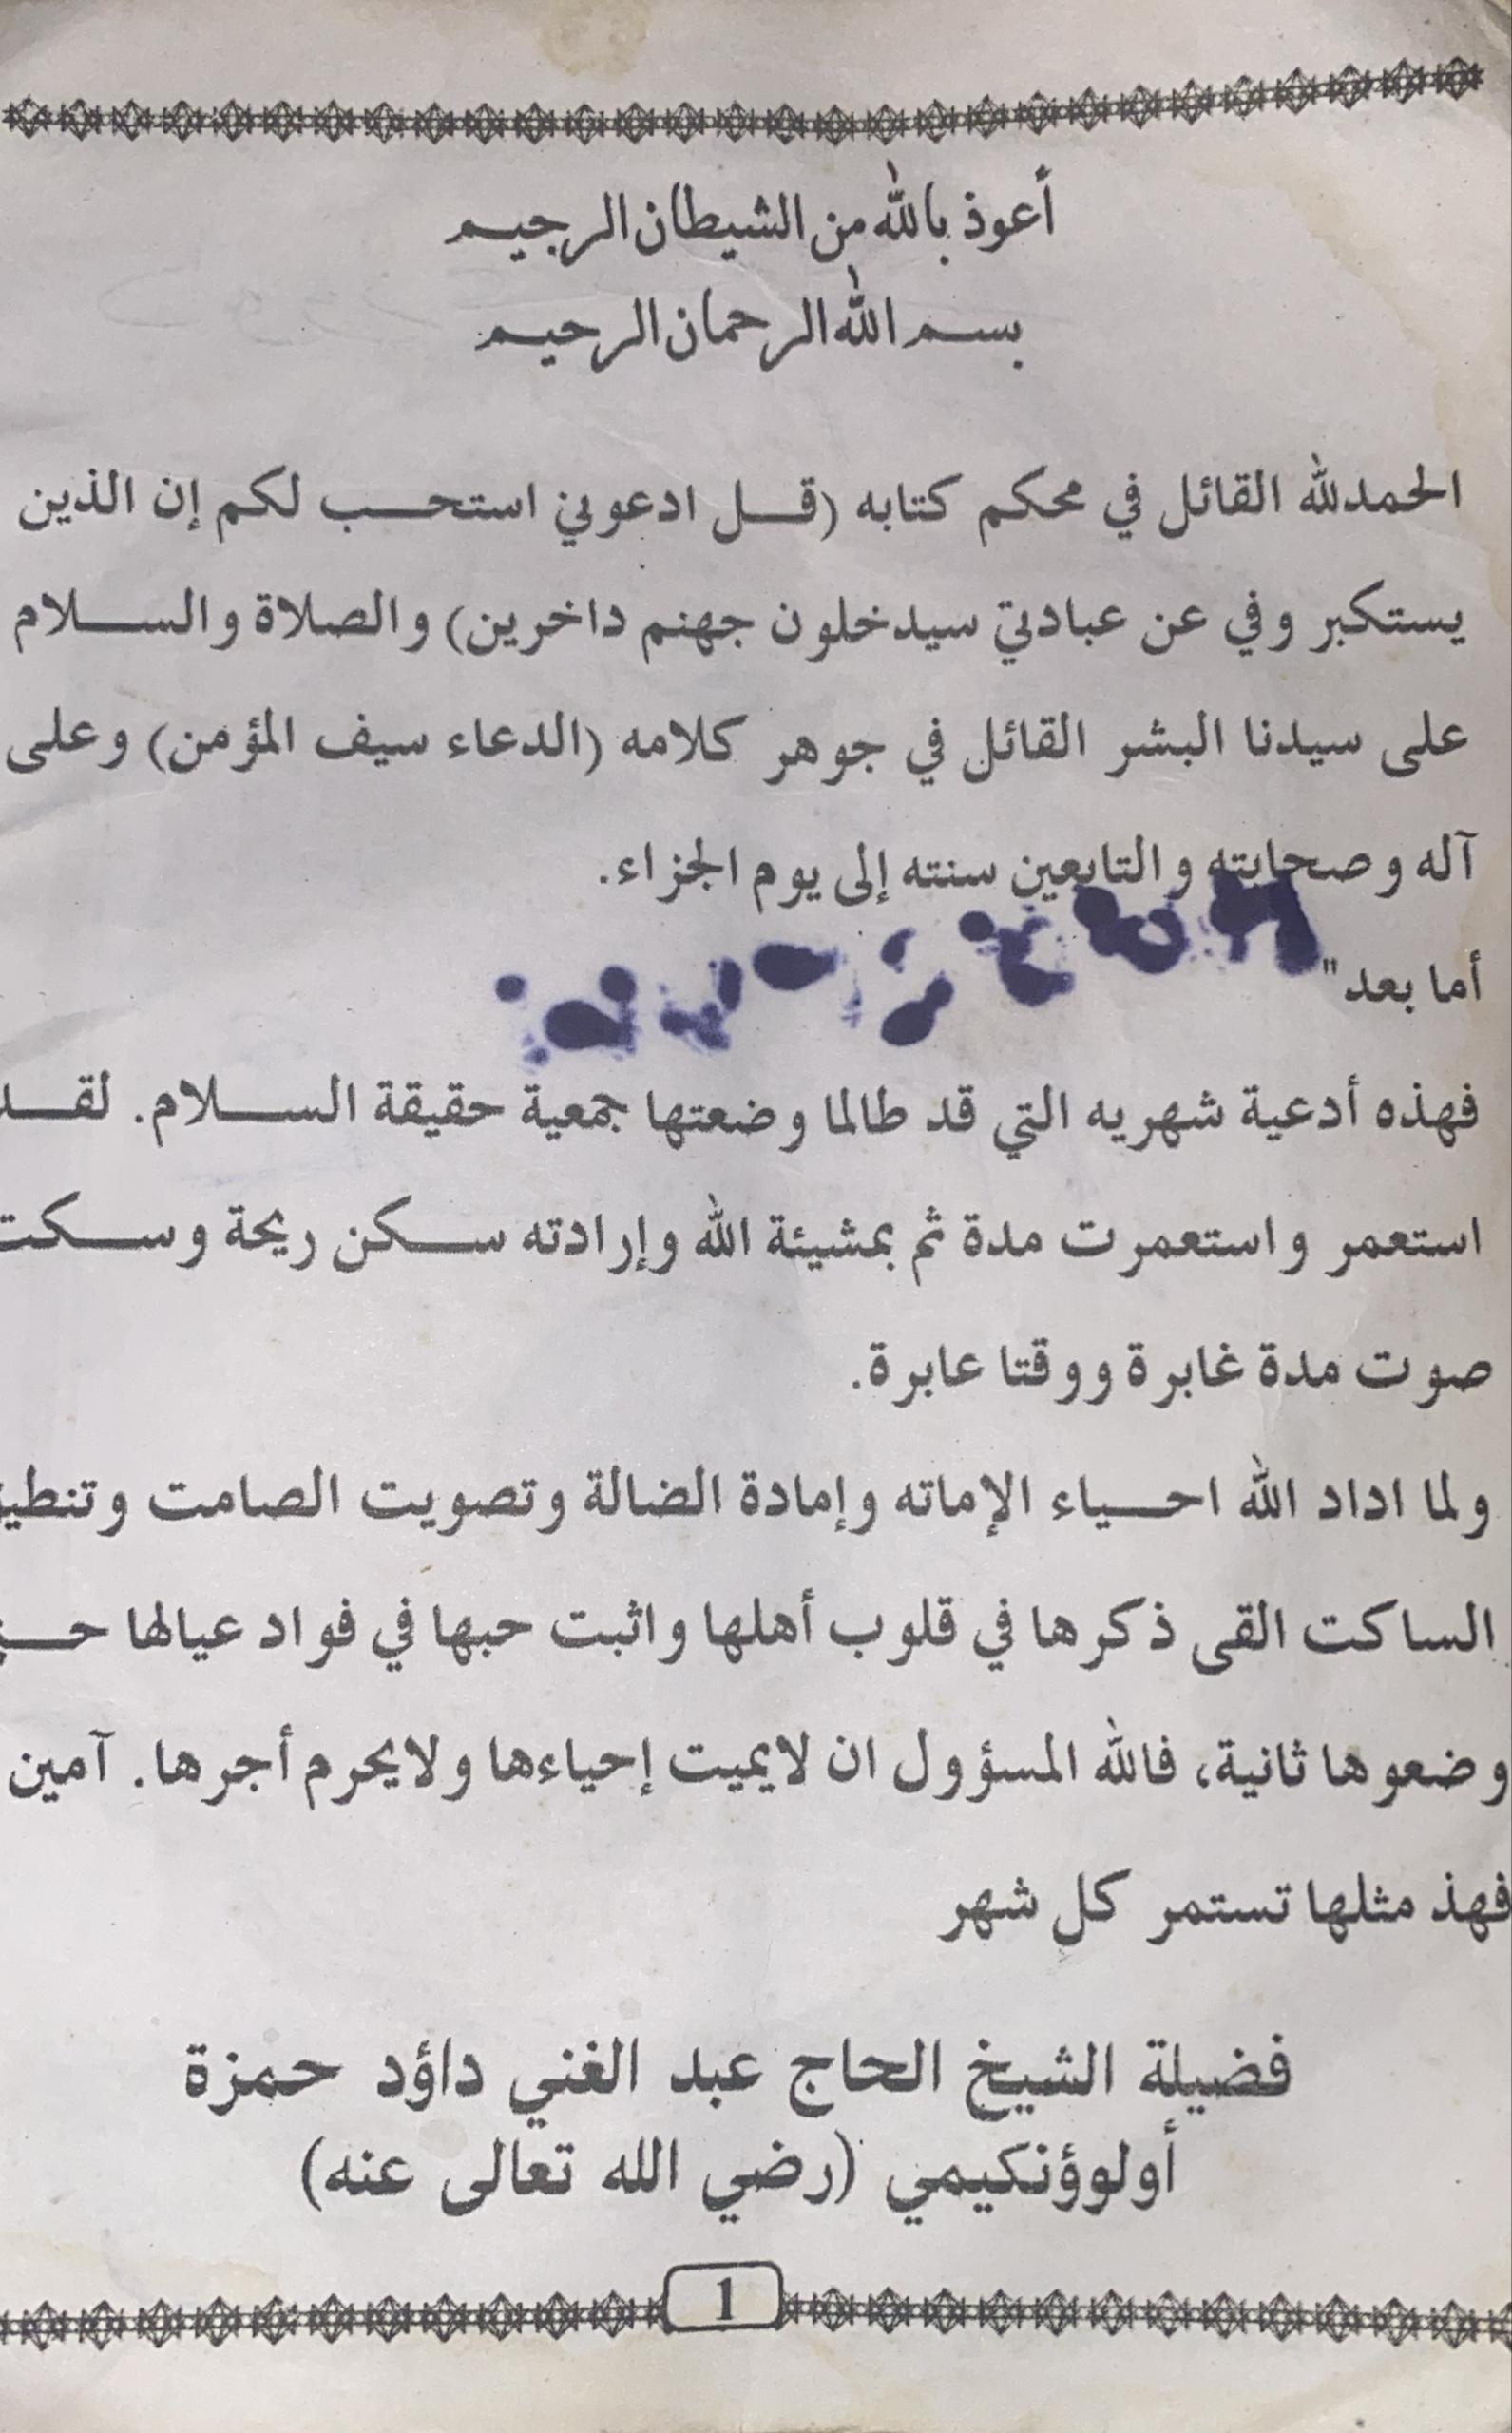 أعوذ بالله من الشيطان الرجيم
بسم الله الرحمان الرحيم
الحمدلله القائل في محكم كتابه (قل ادعوني استحب لكم إن الذين
يستكبر وفي عن عبادتي سيدخلون جهنم داخرين) والصلاة والسلام
على سيدنا البشر القائل في جوهر كلامه (الدعاء سيف المؤمن) وعلى
آله وصحابته والتابعين سنته إلى يوم الجزاء.
أما بعد"
فهذه أدعية شهريه التي قد طالما وضعتها جمعية حقيقة السلام. لقد
استعمر واستعمرت مدة ثم بمشيئة الله وإرادته سكن ريحة وسكت
صوت مدة غابرة ووقتا عابرة.
ولما اداد الله احياء الإماته وإمادة الضالة وتصويت الصامت
الساكت القى ذكرها في قلوب أهلها واثبت حبها في فواد عيالها
وضعوها ثانية، فالله المسؤول ان لايميت إحياءها ولايحرم أجرها. آمين
فهذ مثلها تستمر كل شهر
فضيلة الشيخ الحاج عبد الغني داؤد حمزة
أولوؤنكيمي (رضي الله تعالى عنه)
1